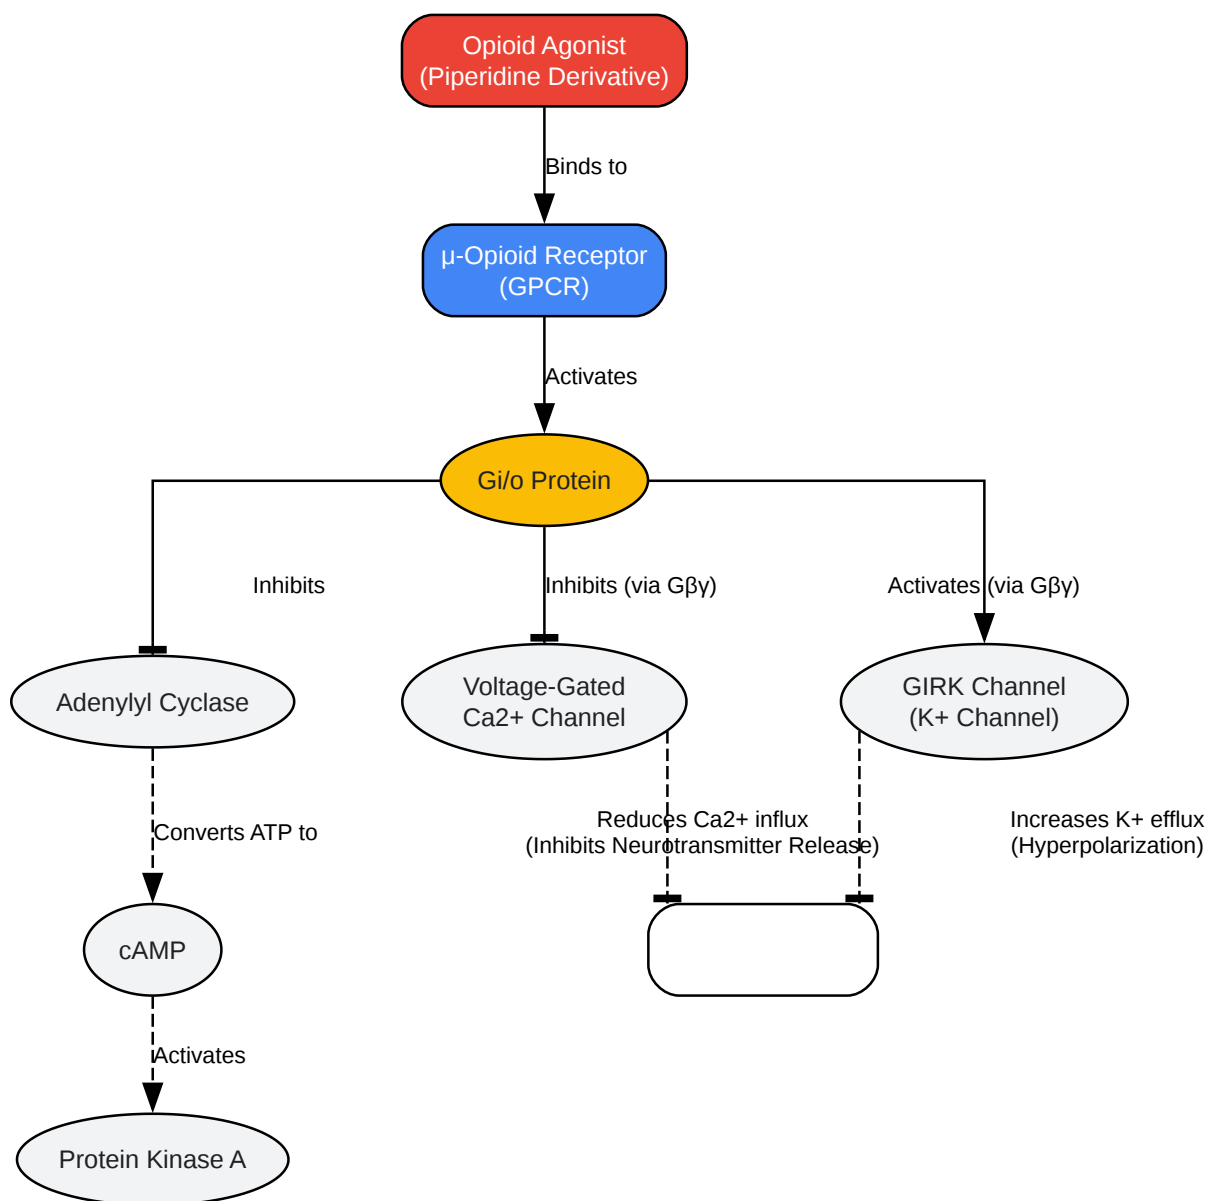 Opioid Agonist
(Piperidine Derivative)
Binds to
μ-Opioid Receptor
(GPCR)
Activates
Gi/o Protein
Inhibits
Inhibits (via Gβγ)
Activates (via Gβγ)
Adenylyl Cyclase
Voltage-Gated
Ca2+ Channel
GIRK Channel
(K+ Channel)
Converts ATP to
Reduces Ca2+ influx
(Inhibits Neurotransmitter Release)
Increases K+ efflux
(Hyperpolarization)
cAMP
Activates
Protein Kinase A